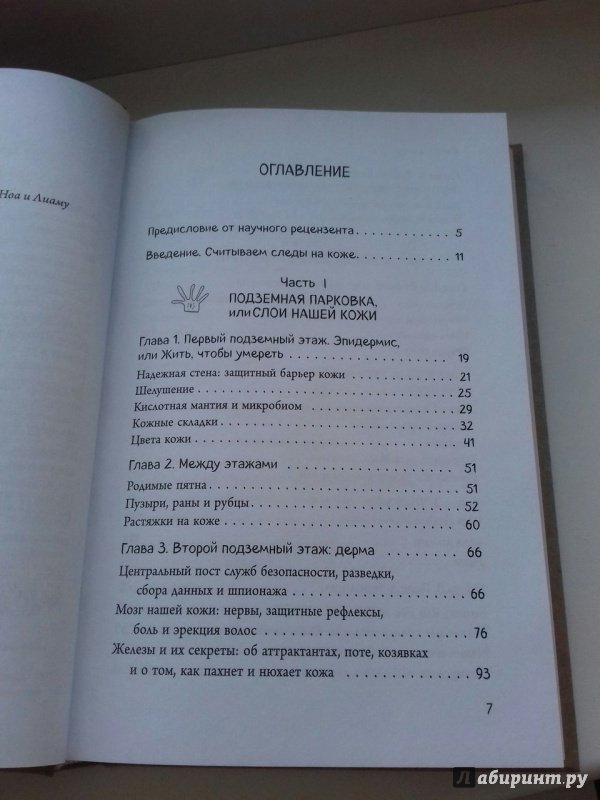 Ноа и Лиаму
ОГЛАВЛЕНИЕ
Предисловие от научного рецензента . . . . . . . . . . . . . . 5
Введение. Считываем следы на коже. . . . . . . . . . . . . . 11
Часть I
ПОДЗЕМНАЯ ПАРКОВКА,
или СЛОИ НАШЕЙ КОЖИ
Глава 1. Первый подземный этаж. Эпидермис,
или Жить, чтобы умереть . . . . . . . . . . . . . . . . . . . . . 19
Надежная стена: защитный барьер кожи . . . . . . . . . . . . 21
Шелушение . . . . . . . . . . . . . . . . . . . . . . . . . . . . 25
Кислотная мантия и микробиом . . . . . . . . . . . . . . . . 29
Кожные складки . . . . . . . . . . . . . . . . . . . . . . . . . 32
Цвета кожи . . . . . . . . . . . . . . . . . . . . . . . . . . . . 41
Глава 2. Между этажами . . . . . . . . . . . . . . . . . . . . . 51
Родимые пятна . . . . . . . . . . . . . . . . . . . . . . . . . . 51
Пузыри, раны и рубцы . . . . . . . . . . . . . . . . . . . . . . 52
Растяжки на коже . . . . . . . . . . . . . . . . . . . . . . . . 60
Глава 3. Второй подземный этаж: дерма . . . . . . . . . . 66
Центральный пост служб безопасности, разведки,
сбора данных и шпионажа . . . . . . . . . . . . . . . . . . . 66
Мозг нашей кожи: нервы, защитные рефлексы,
боль и эрекция волос . . . . . . . . . . . . . . . . . . . . . . 76
Железы и их секреты: об аттрактантах, поте, козявках
и о том, как пахнет и нюхает кожа . . . . . . . . . . . . . . 93
7
лабиринт.ру